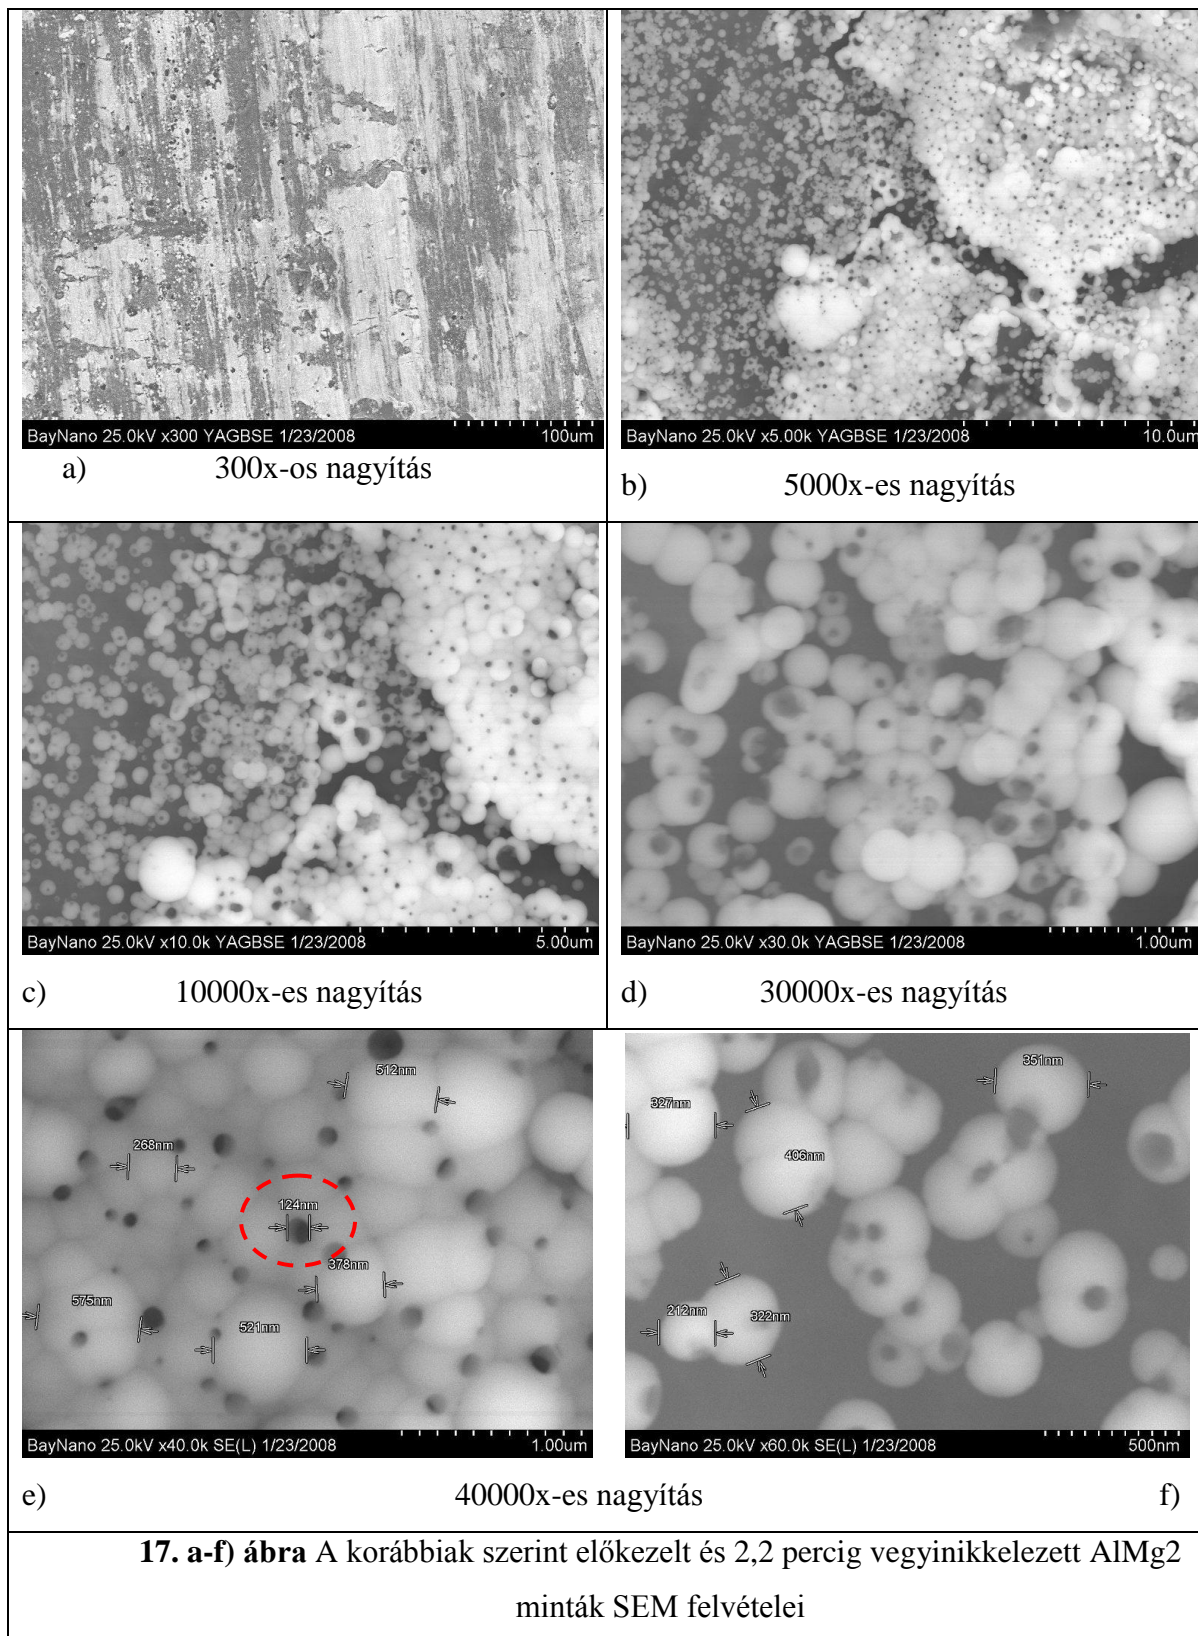 BayNano 25.0kV x300 YAGBSE 1/23/2008 100um
a) 300x-os nagyítás
BayNano 25.0kV x5.00k YAGBSE 1/23/2008 10.0um
b) 5000x-es nagyítás
BayNano 25.0kV x10.0k YAGBSE 1/23/2008 5.00um
c) 10000x-es nagyítás
BayNano 25.0kV x30.0k YAGBSE 1/23/2008 1.00um
d) 30000x-es nagyítás
512nm
268nm
124nm
378nm
575nm
521nm
BayNano 25.0kV x40.0k SE(L) 1/23/2008 1.00um
351nm
327nm
406nm
212nm
322nm
BayNano 25.0kV x60.0k SE(L) 1/23/2008 500nm
e) 40000x-es nagyítás f)
17. a-f) ábra A korábbiak szerint előkezelt és 2,2 percig vegyinikkelezett AlMg2
minták SEM felvételei